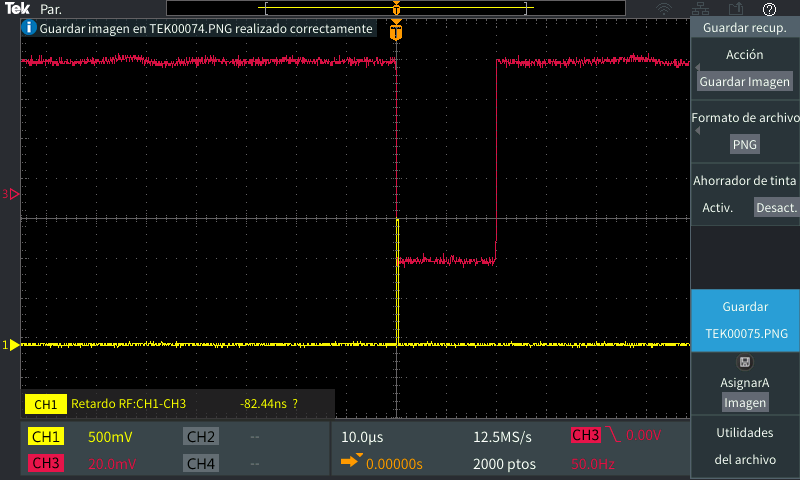 Tek Par.
T
Guardar imagen en TEK00074.PNG realizado correctamente
T
Guardar recup.
Acción
Guardar Imagen
Formato de archivo
PNG
Ahorrador de tinta
Activ. Desact.
3
1
Guardar
TEK00075.PNG
AsignarA
Imagen
Utilidades
del archivo
CH1 Retardo RF:CH1-CH3 -82.44ns ?
CH1 500mV CH2 --
CH3 20.0mV CH4 --
10.0µs 12.5MS/s CH3 0.00V
0.00000s 2000 ptos 50.0Hz